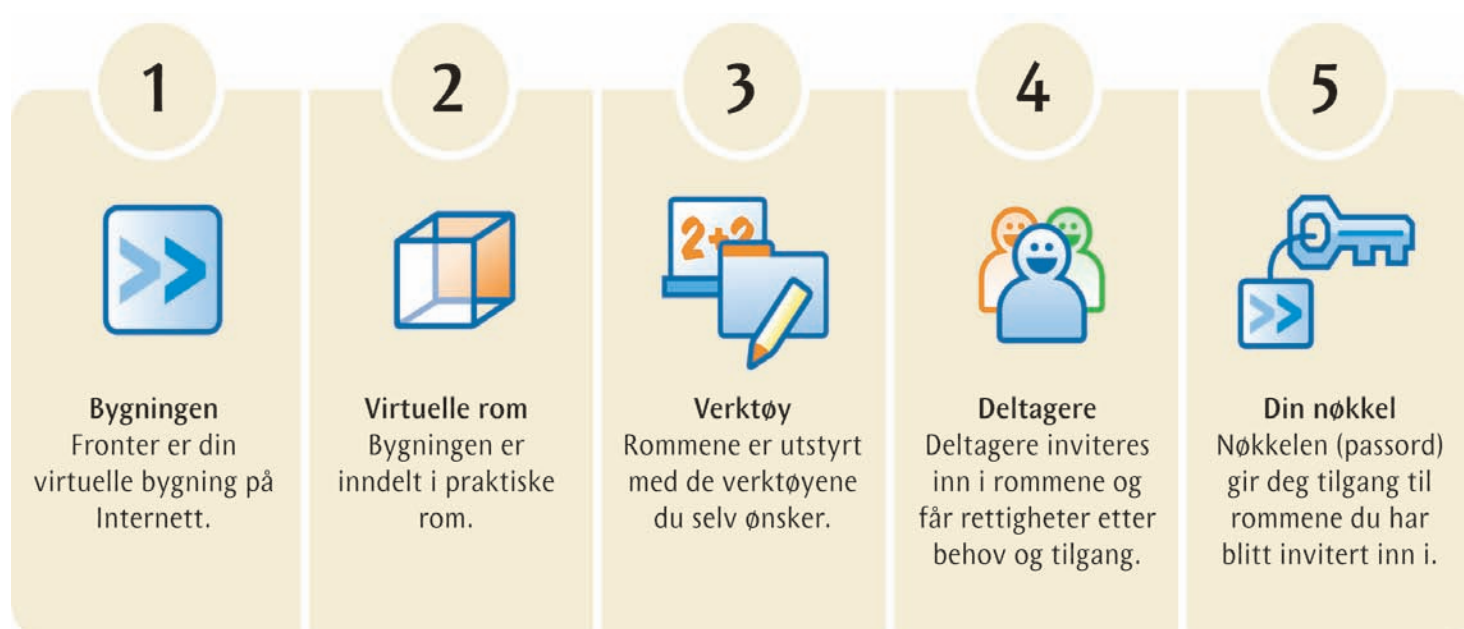 1
Bygningen
Fronter er din
virtuelle bygning på
Internett.
2
Virtuelle rom
Bygningen er
inndelt i praktiske
rom.
3
2+2
Verktøy
Rommene er utstyrt
med de verktøyene
du selv ønsker.
4
Deltagere
Deltagere inviteres
inn i rommene og
får rettigheter etter
behov og tilgang.
5
Din nøkkel
Nøkkelen (passord)
gir deg tilgang til
rommene du har
blitt invitert inn i.